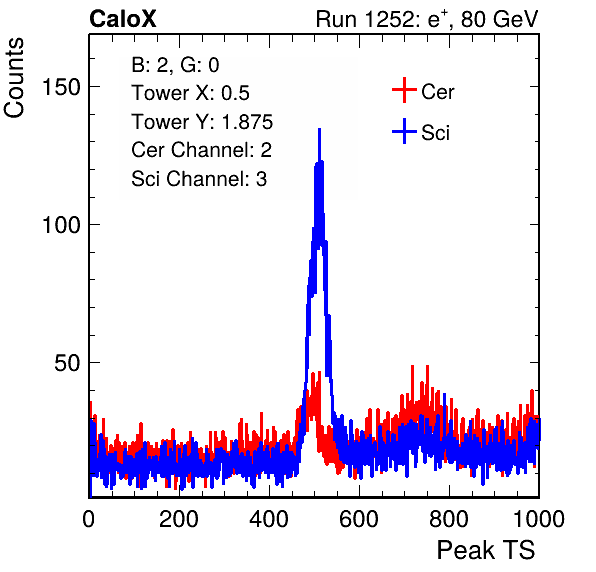 CaloX Run 1252: e⁺, 80 GeV
Counts
B: 2, G: 0
Tower X: 0.5
Tower Y: 1.875
Cer Channel: 2
Sci Channel: 3
Cer
Sci
150
100
50
0 200 400 600 800 1000
Peak TS